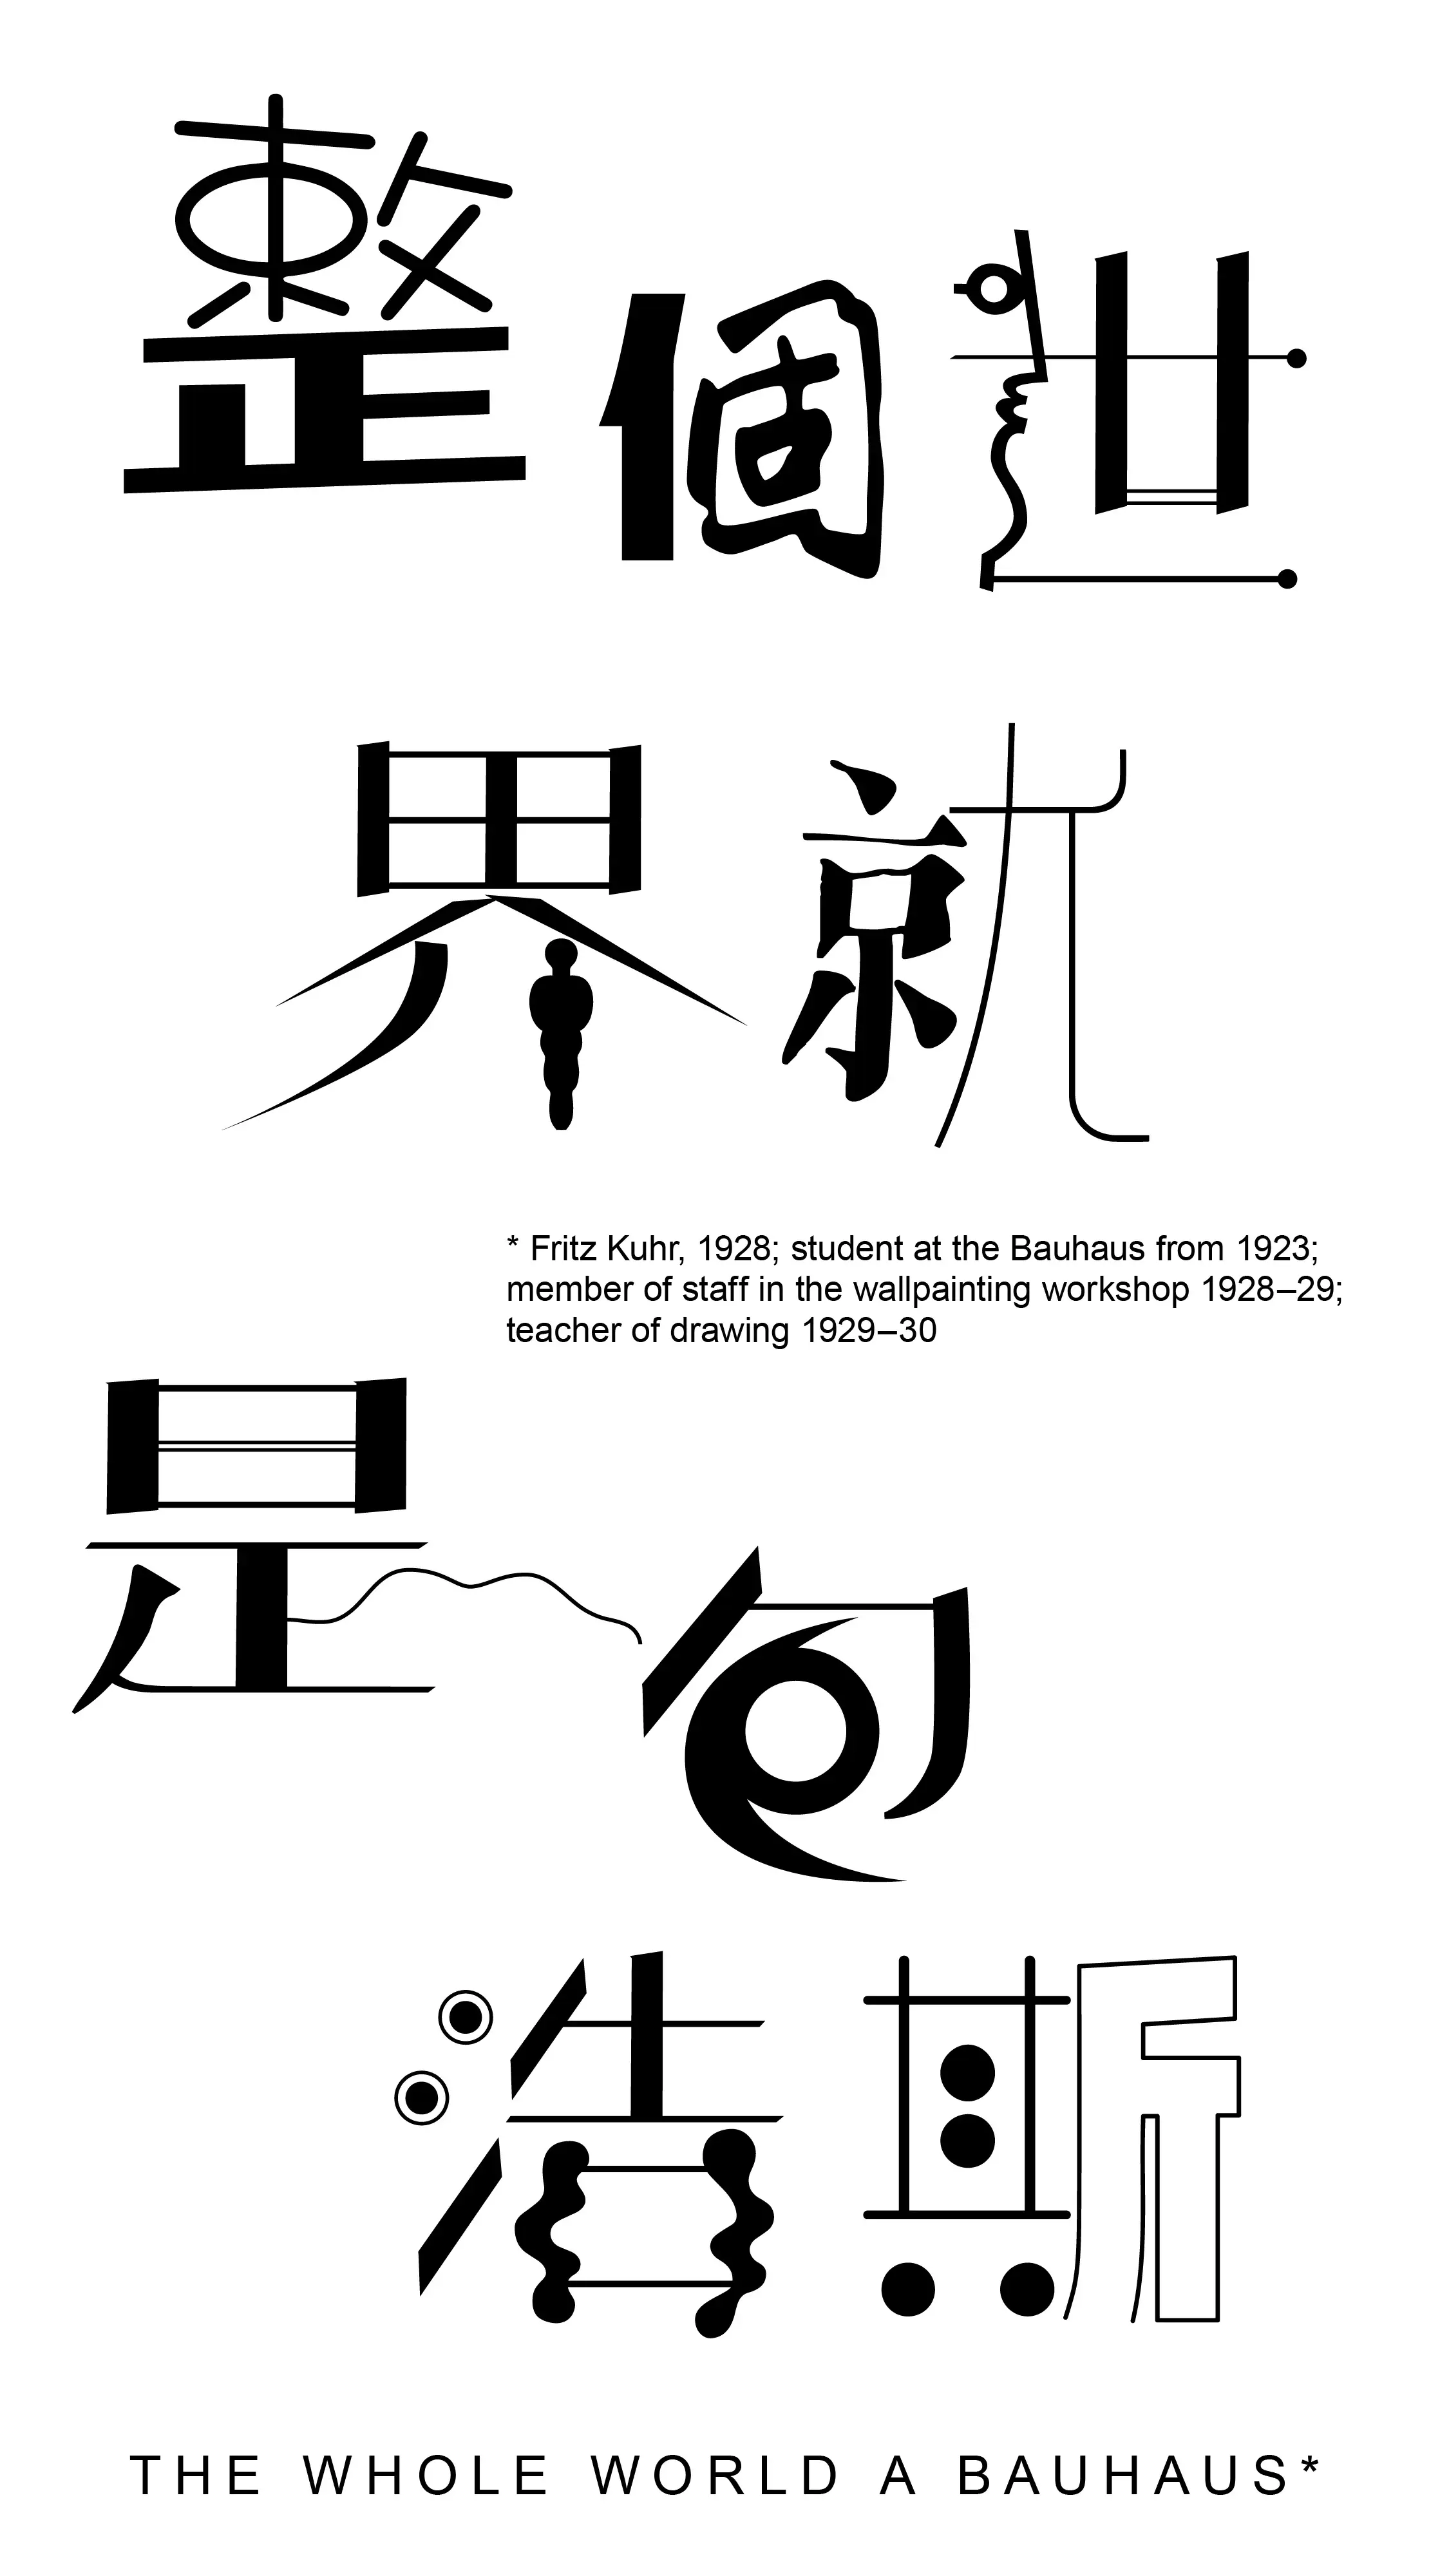 整個世
界就
* Fritz Kuhr, 1928; student at the Bauhaus from 1923;
member of staff in the wallpainting workshop 1928–29;
teacher of drawing 1929–30
是包
浩斯
THE WHOLE WORLD A BAUHAUS*